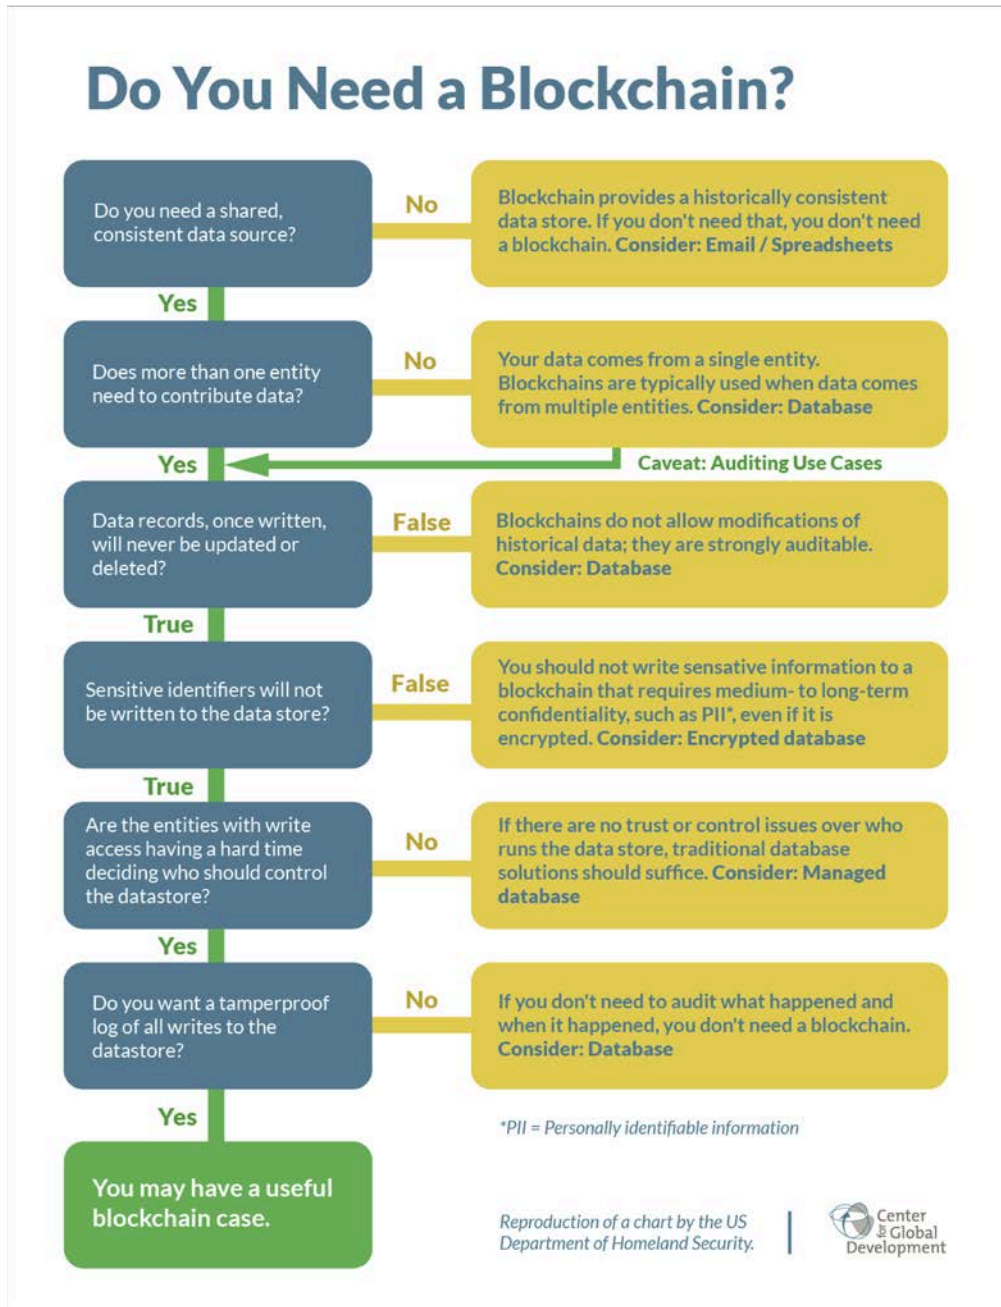 Do You Need a Blockchain?
Do you need a shared,
consistent data source?
No
Blockchain provides a historically consistent
data store. If you don't need that, you don't need
a blockchain. Consider: Email / Spreadsheets
Yes
Does more than one entity
need to contribute data?
No
Your data comes from a single entity.
Blockchains are typically used when data comes
from multiple entities. Consider: Database
Yes
Caveat: Auditing Use Cases
Data records, once written,
will never be updated or
deleted?
False
Blockchains do not allow modifications of
historical data; they are strongly auditable.
Consider: Database
True
Sensitive identifiers will not
be written to the data store?
False
You should not write sensative information to a
blockchain that requires medium- to long-term
confidentiality, such as PII*, even if it is
encrypted. Consider: Encrypted database
True
Are the entities with write
access having a hard time
deciding who should control
the datastore?
No
If there are no trust or control issues over who
runs the data store, traditional database
solutions should suffice. Consider: Managed
database
Yes
Do you want a tamperproof
log of all writes to the
datastore?
No
If you don't need to audit what happened and
when it happened, you don't need a blockchain.
Consider: Database
Yes
*PII = Personally identifiable information
You may have a useful
blockchain case.
Reproduction of a chart by the US
Department of Homeland Security.
Center
for Global
Development